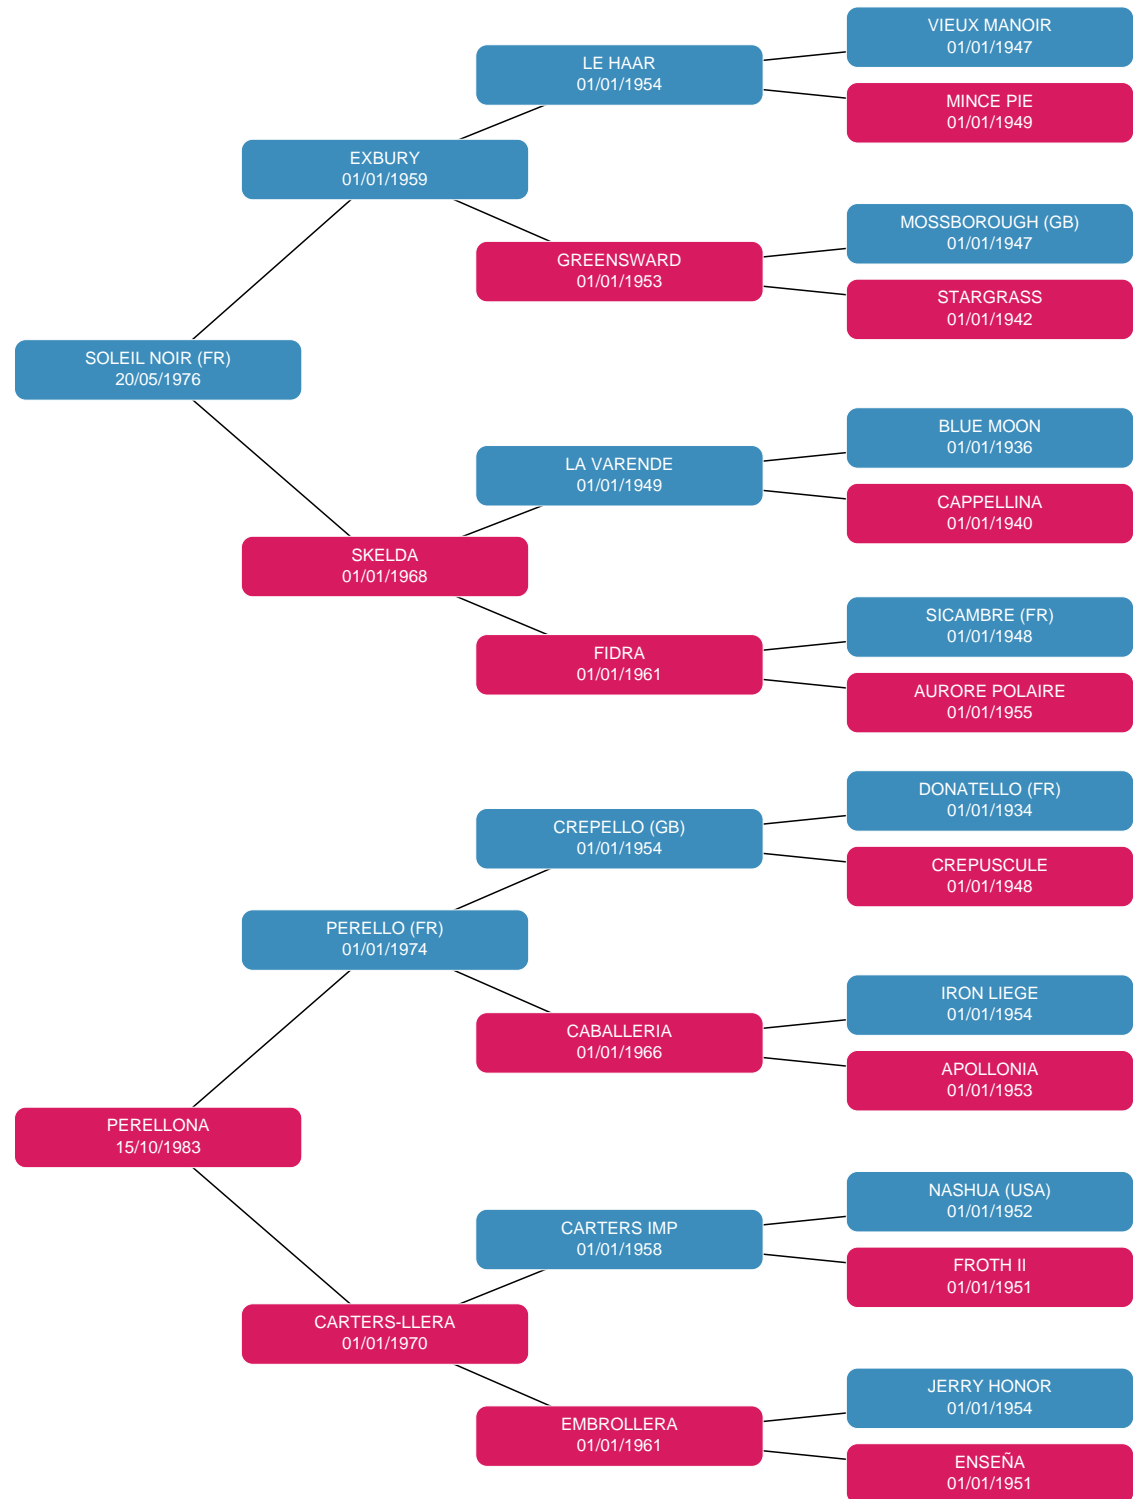 VIEUX MANOIR
01/01/1947
LE HAAR
01/01/1954
MINCE PIE
01/01/1949
EXBURY
01/01/1959
MOSSBOROUGH (GB)
01/01/1947
GREENSWARD
01/01/1953
STARGRASS
01/01/1942
SOLEIL NOIR (FR)
20/05/1976
BLUE MOON
01/01/1936
LA VARENDE
01/01/1949
CAPPELLINA
01/01/1940
SKELDA
01/01/1968
SICAMBRE (FR)
01/01/1948
FIDRA
01/01/1961
AURORE POLAIRE
01/01/1955
DONATELLO (FR)
01/01/1934
CREPELLO (GB)
01/01/1954
CREPUSCULE
01/01/1948
PERELLO (FR)
01/01/1974
IRON LIEGE
01/01/1954
CABALLERIA
01/01/1966
APOLLONIA
01/01/1953
PERELLONA
15/10/1983
NASHUA (USA)
01/01/1952
CARTERS IMP
01/01/1958
FROTH II
01/01/1951
CARTERS-LLERA
01/01/1970
JERRY HONOR
01/01/1954
EMBROLLERA
01/01/1961
ENSEÑA
01/01/1951